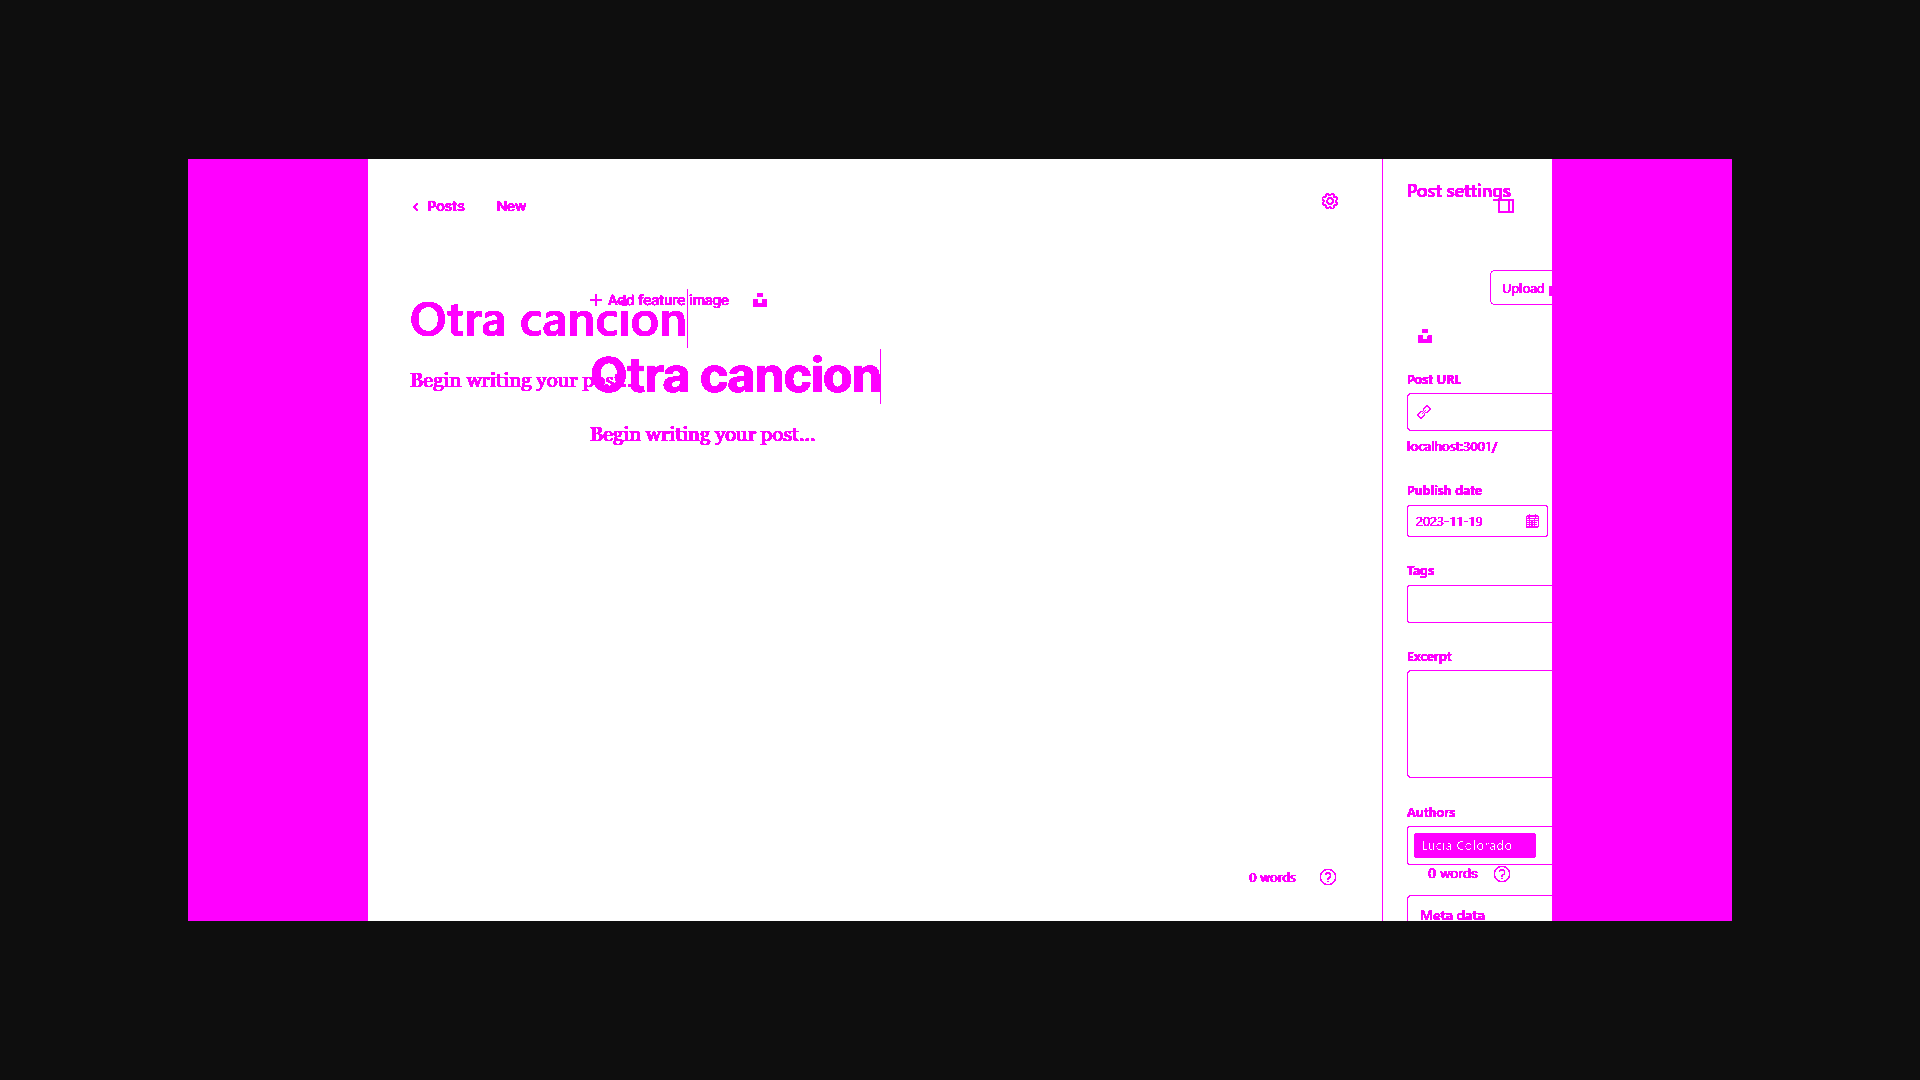 Posts
New
Post settings
Upload
+ Add feature image
Otra cancion
Otra cancion
Begin writing your post...
Begin writing your post...
Post URL
localhost:3001/
Publish date
2023-11-19
Tags
Excerpt
Authors
Lucia Colorado
0 words
0 words
Meta data